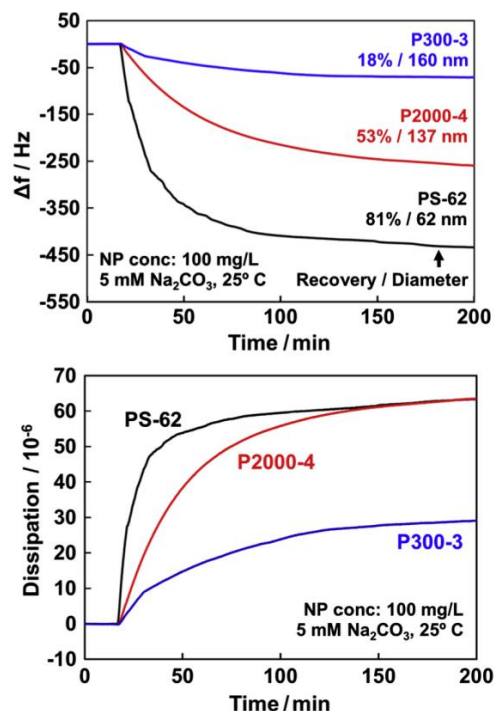 50
-50
-150
-250
-350
-450
-550
Δf / Hz
P300-3
18% / 160 nm
P2000-4
53% / 137 nm
PS-62
81% / 62 nm
NP conc: 100 mg/L
5 mM Na₂CO₃, 25º C
Recovery / Diameter
0 50 100 150 200
Time / min
70
60
50
40
30
20
10
0
-10
Dissipation / 10⁻⁶
PS-62
P2000-4
P300-3
NP conc: 100 mg/L
5 mM Na₂CO₃, 25º C
0 50 100 150 200
Time / min